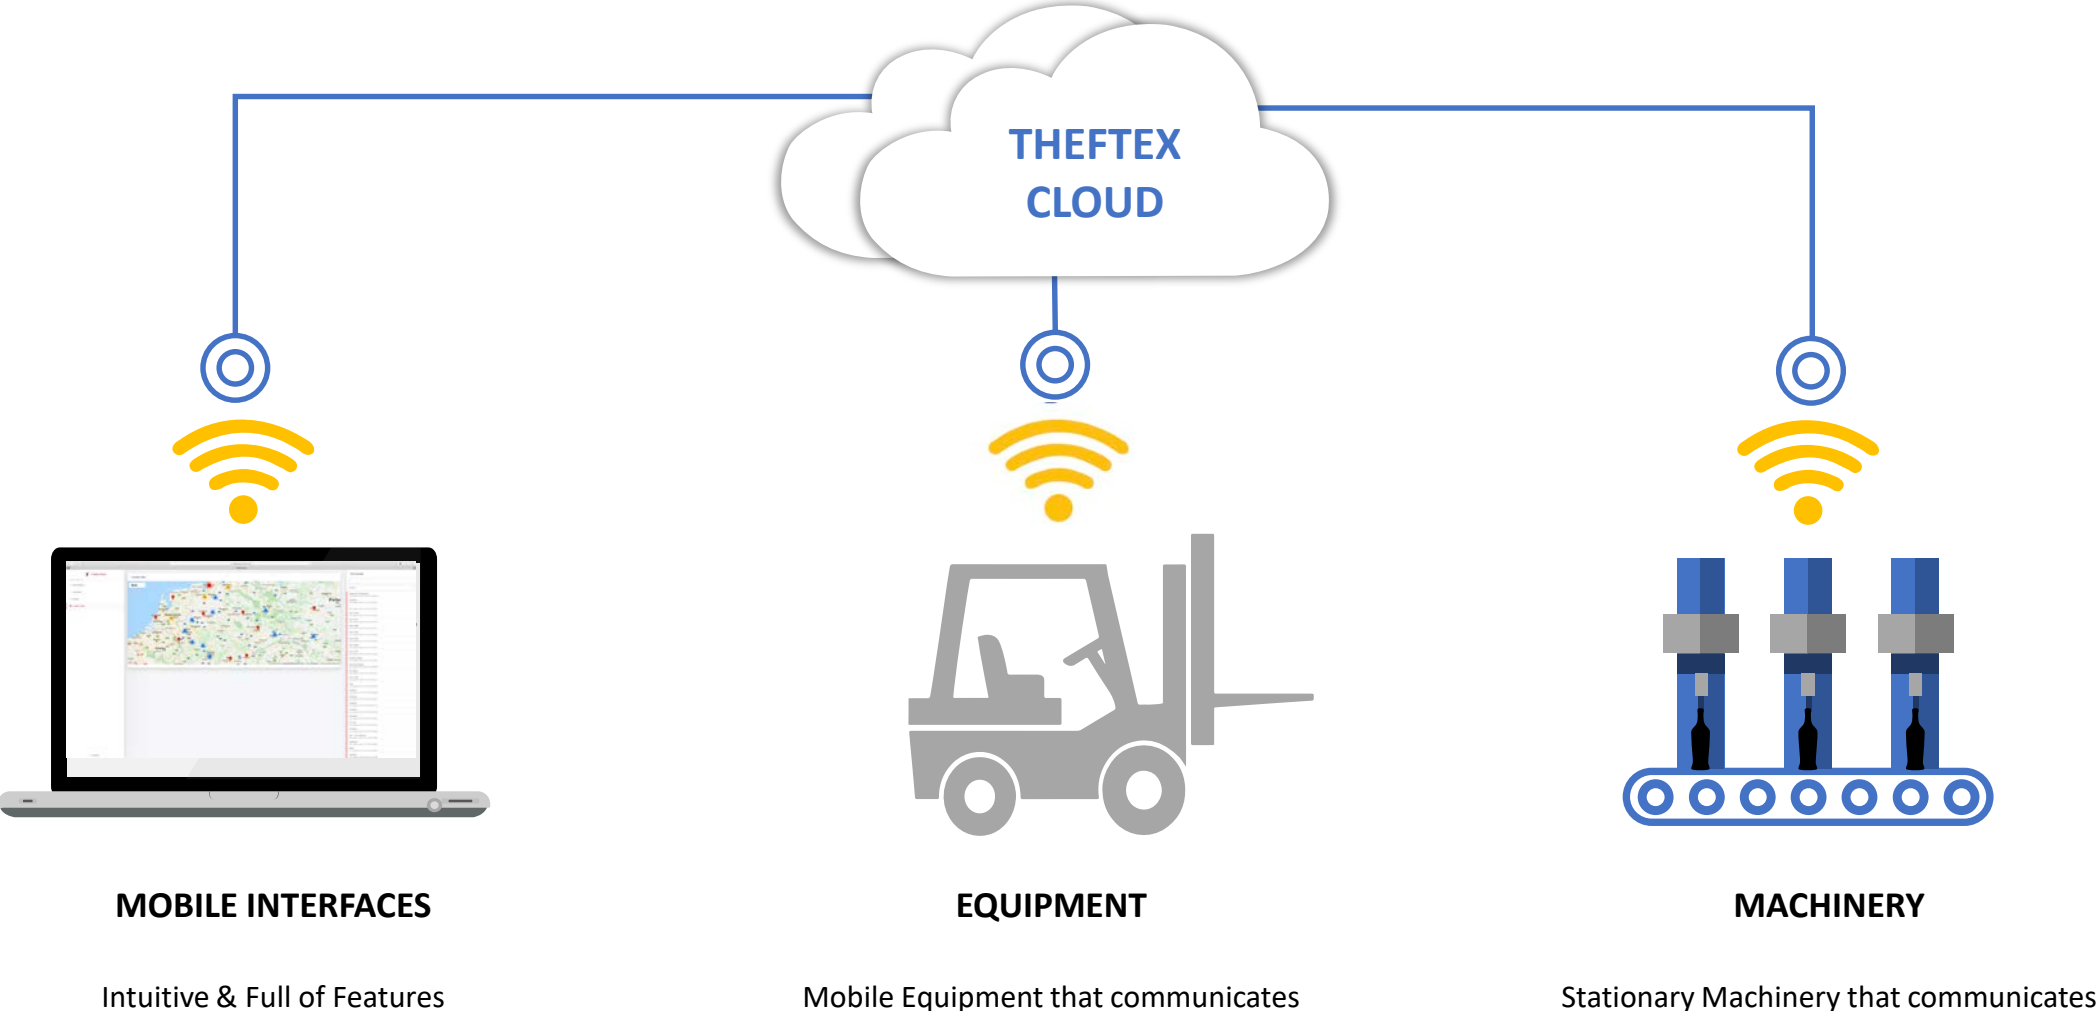 THEFTEX
CLOUD
MOBILE INTERFACES
EQUIPMENT
MACHINERY
Intuitive & Full of Features
Mobile Equipment that communicates
Stationary Machinery that communicates